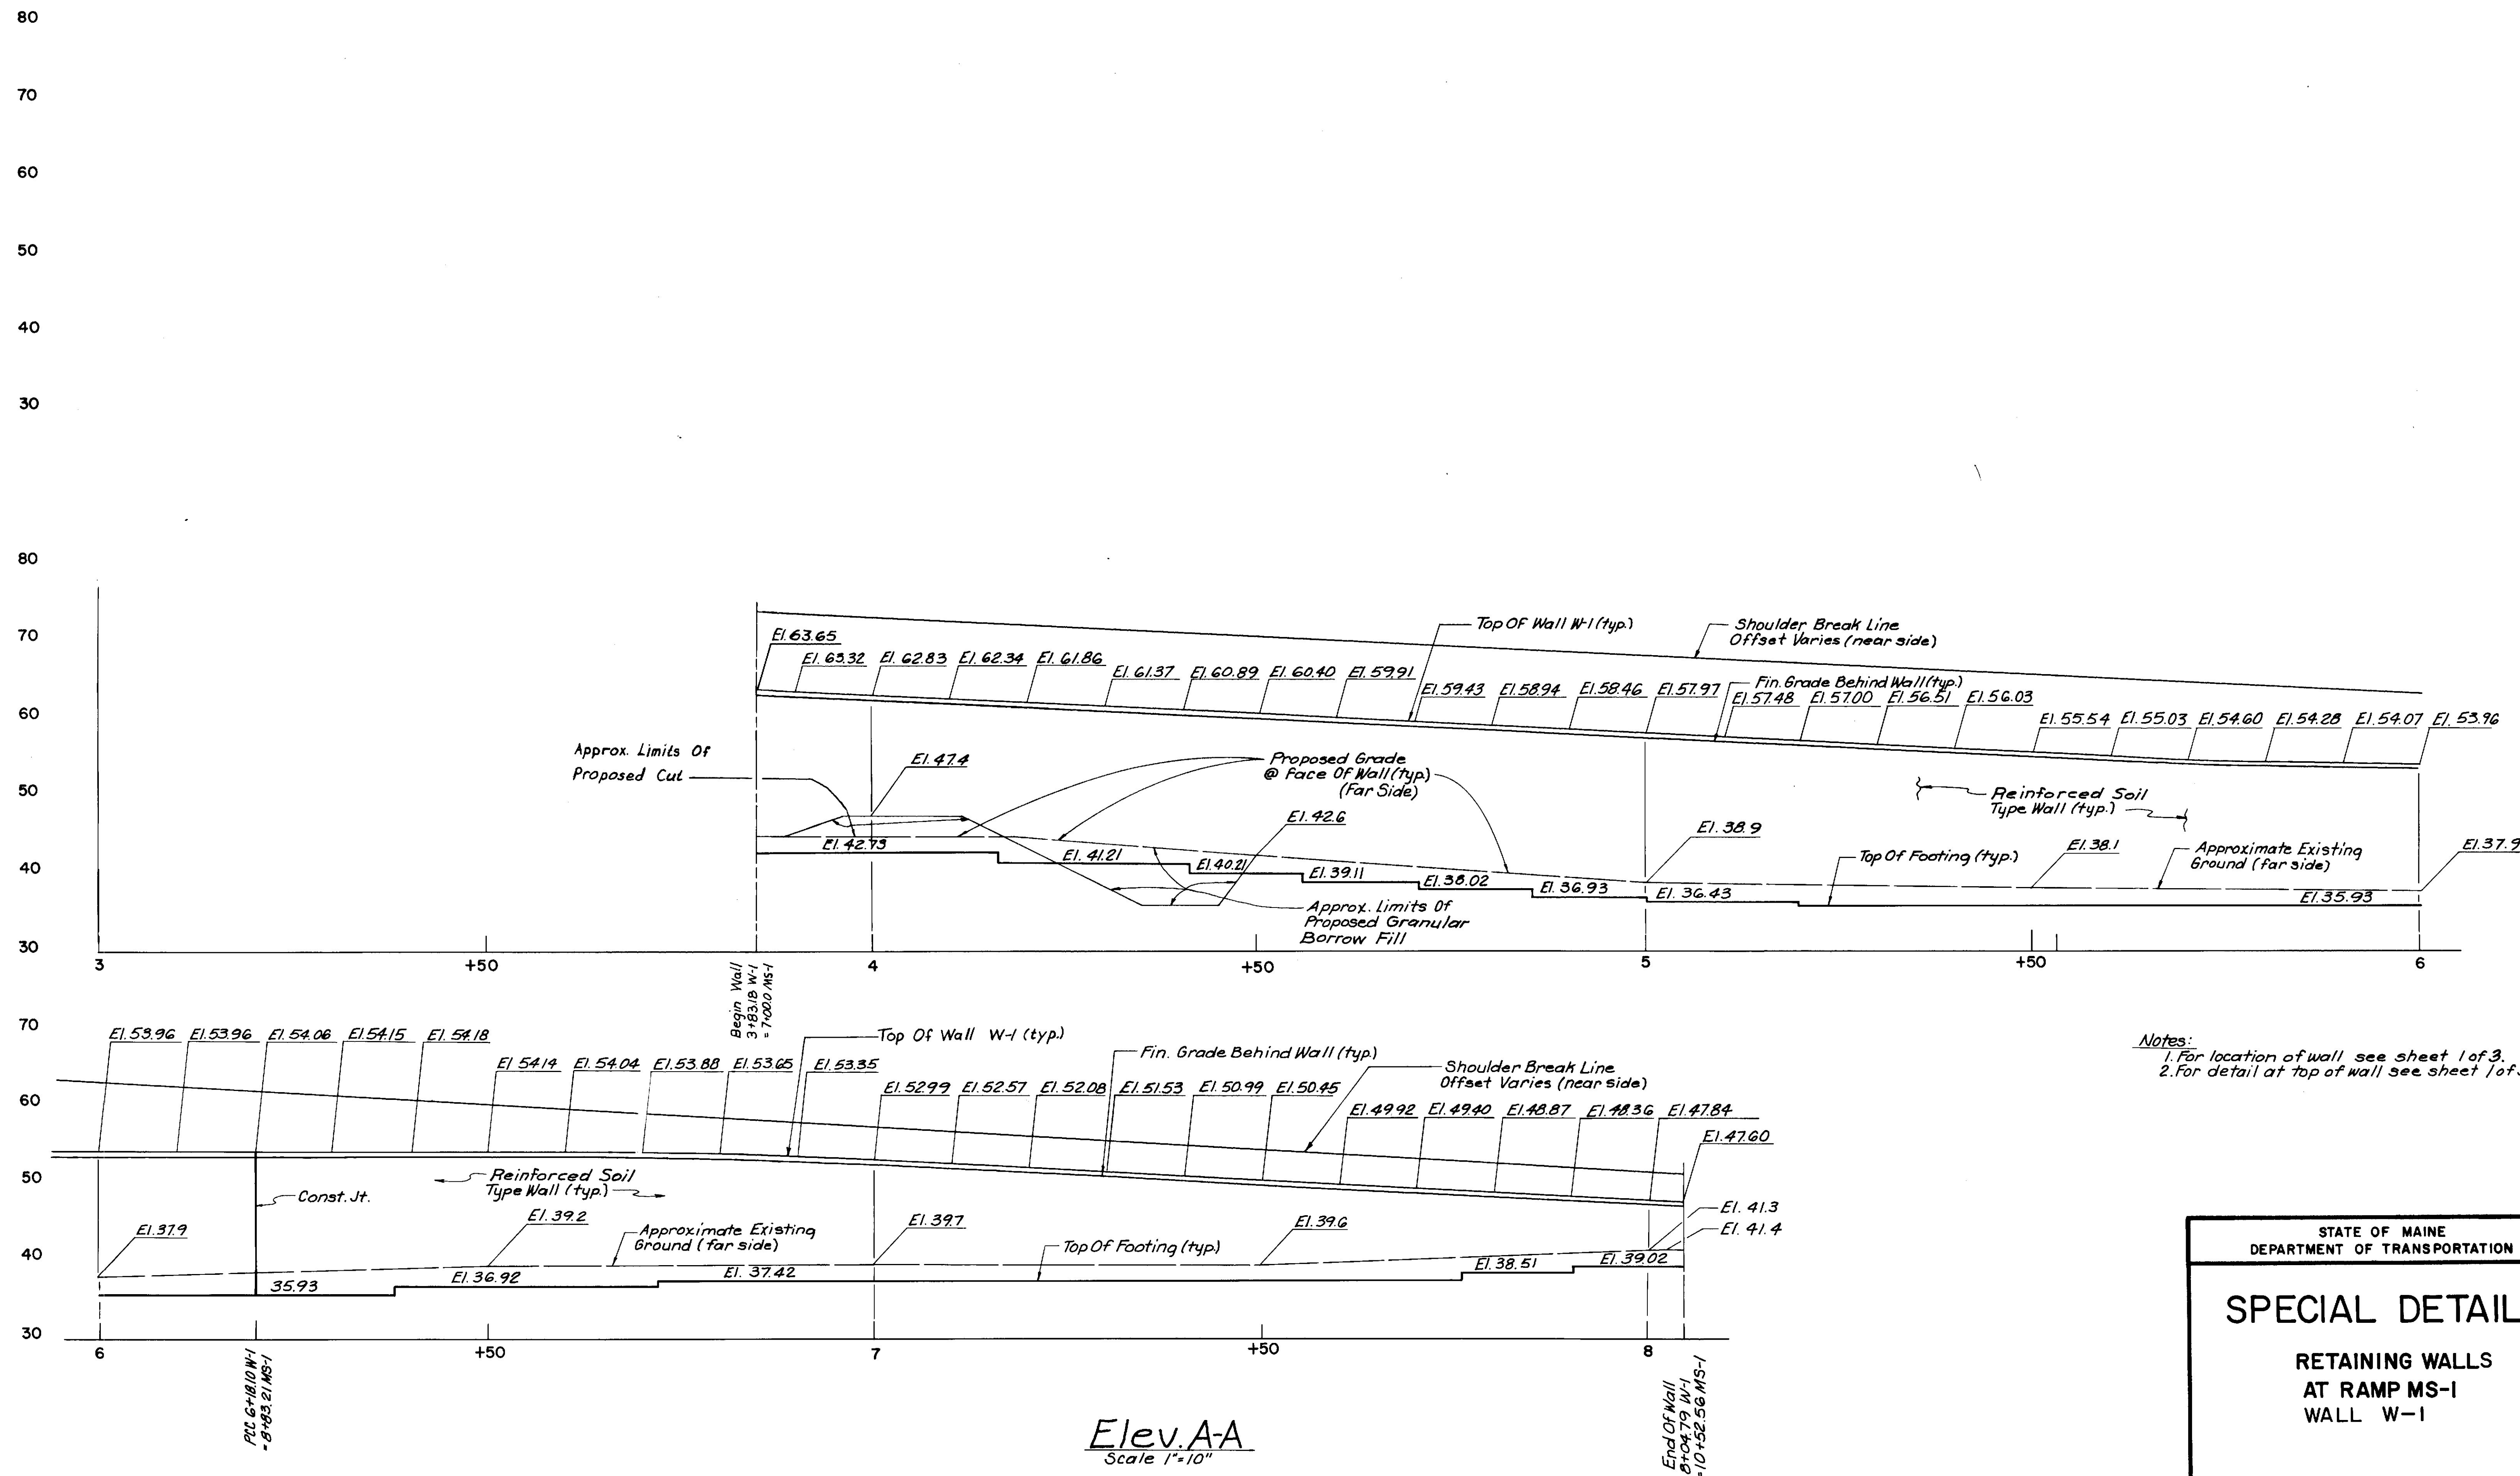 80
70
60
50
40
30
80
70
60
50
40
30
Top Of Wall W-1 (typ.)
Shoulder Break Line
Offset Varies (near side)
El. 63.65
El. 63.32 El. 62.83 El. 62.34 El. 61.86
El. 61.37 El. 60.89 El. 60.40 El. 59.91
El. 59.43 El. 58.94 El. 58.46 El. 57.97
Fin. Grade Behind Wall (typ.)
El. 57.48 El. 57.00 El. 56.51 El. 56.03
El. 55.54 El. 55.03 El. 54.60 El. 54.28 El. 54.07 El. 53.96
Approx. Limits Of
Proposed Cut
El. 47.4
Proposed Grade
@ Face Of Wall (typ.)
(Far Side)
El. 42.6
Reinforced Soil
Type Wall (typ.)
El. 38.9
El. 38.1
Approximate Existing
Ground (far side)
El. 37.9
El. 42.73
El. 41.21
El. 40.21
El. 39.11
El. 38.02
El. 36.93
El. 36.43
Top Of Footing (typ.)
El. 35.93
Approx. Limits Of
Proposed Granular
Borrow Fill
3 +50 4 +50 5 +50 6
Begin Wall
3+83.18 W-1
= 7+00.0 MS-1
70
60
50
40
30
El. 53.96 El. 53.96 El. 54.06 El. 54.15 El. 54.18
El. 54.14 El. 54.04 El. 53.88 El. 53.65 El. 53.35
Top Of Wall W-1 (typ.)
Fin. Grade Behind Wall (typ.)
Shoulder Break Line
Offset Varies (near side)
El. 52.99 El. 52.57 El. 52.08 El. 51.53 El. 50.99 El. 50.45
El. 49.92 El. 49.40 El. 48.87 El. 48.36 El. 47.84
El. 47.60
Const. Jt.
Reinforced Soil
Type Wall (typ.)
El. 37.9
El. 39.2
Approximate Existing
Ground (far side)
El. 39.7
Top Of Footing (typ.)
El. 39.6
El. 41.3
El. 41.4
35.93
El. 36.92
El. 37.42
El. 38.51
El. 39.02
6 +50 7 +50 8
PCC 6+18.10 W-1
= 8+83.21 MS-1
End Of Wall
8+04.79 W-1
= 10+52.56 MS-1
Elev. A-A
Scale 1"=10"
Notes:
1. For location of wall see sheet 1 of 3.
2. For detail at top of wall see sheet 1 of
STATE OF MAINE
DEPARTMENT OF TRANSPORTATION
SPECIAL DETAIL
RETAINING WALLS
AT RAMP MS-1
WALL W-1